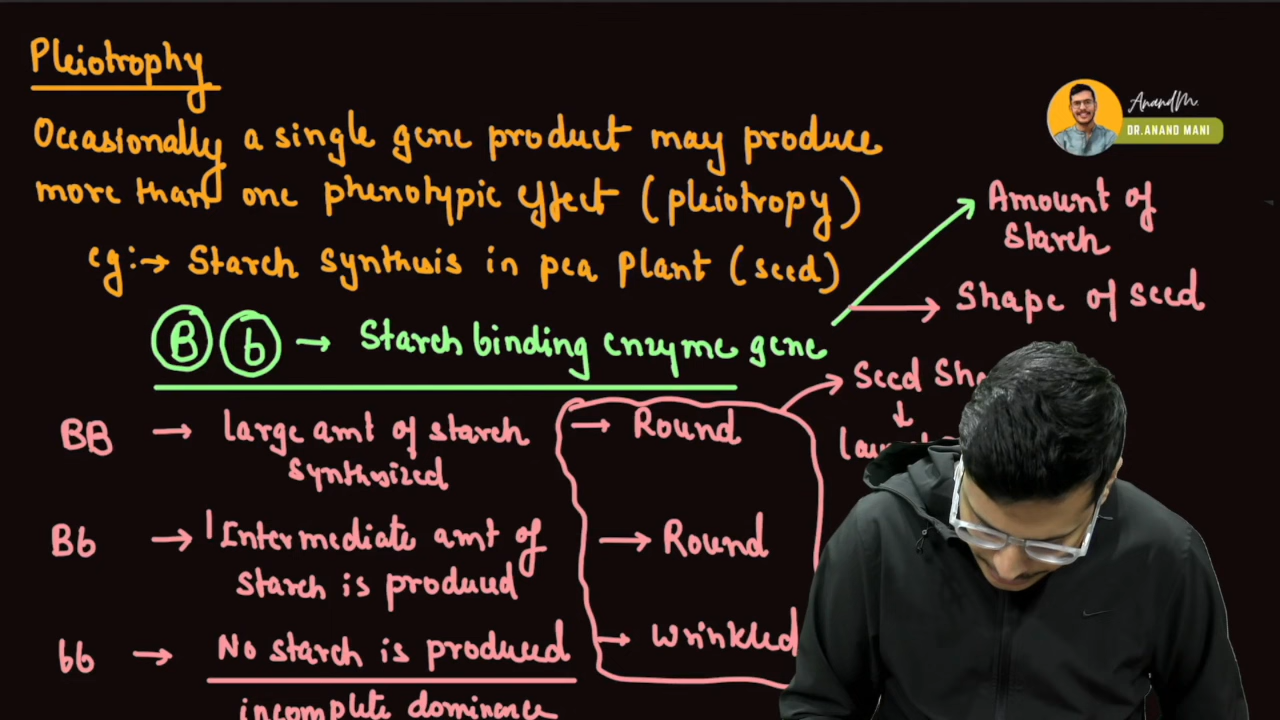 Pleiotrophy
Occasionally a single gene product may produce
more than one phenotypic effect (pleiotropy)
eg:→ Starch synthesis in pea plant (seed)
B b → Starch binding enzyme gene
Amount of
starch
Shape of seed
BB → large amt of starch
synthesized
→ Round
Bb → Intermediate amt of
starch is produced
→ Round
bb → No starch is produced
→ Wrinkled
incomplete dominance
Seed
AnandM.
DR.ANAND MANI